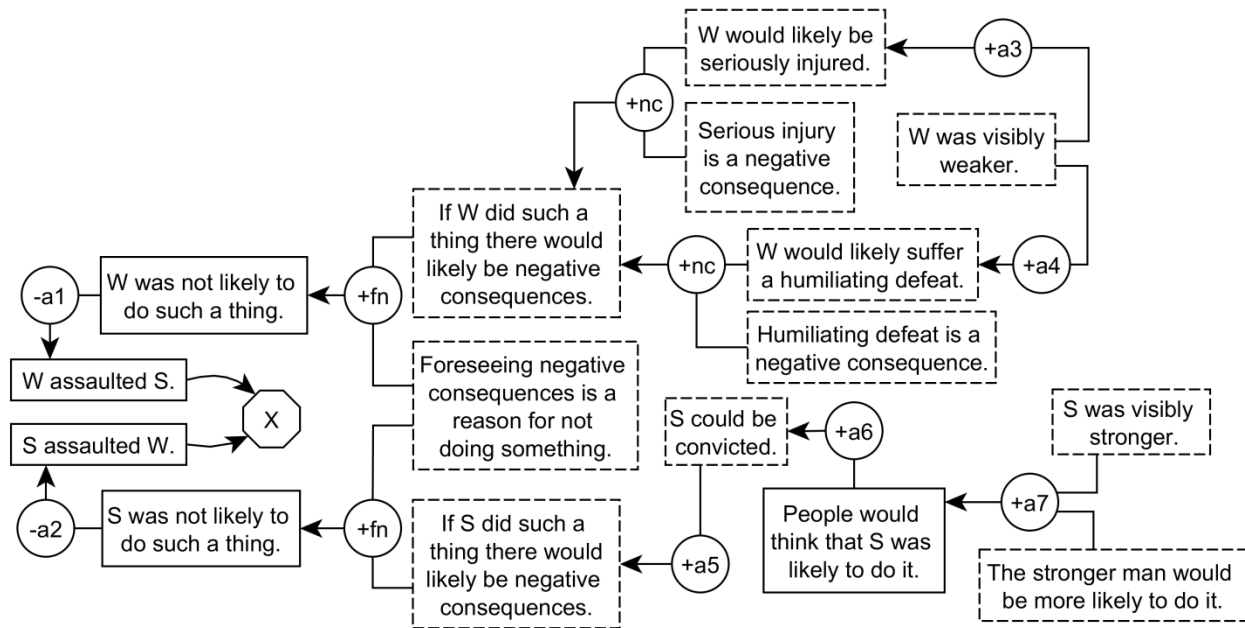 W would likely be
seriously injured.
+a3
+nc
Serious injury
is a negative
consequence.
W was visibly
weaker.
If W did such a
thing there would
likely be negative
consequences.
+nc
W would likely suffer
a humiliating defeat.
+a4
-a1
W was not likely to
do such a thing.
+fn
Humiliating defeat is a
negative consequence.
W assaulted S.
X
S assaulted W.
Foreseeing negative
consequences is a
reason for not
doing something.
S could be
convicted.
+a6
S was visibly
stronger.
-a2
S was not likely to
do such a thing.
+fn
If S did such a
thing there would
likely be negative
consequences.
+a5
People would
think that S was
likely to do it.
+a7
The stronger man would
be more likely to do it.